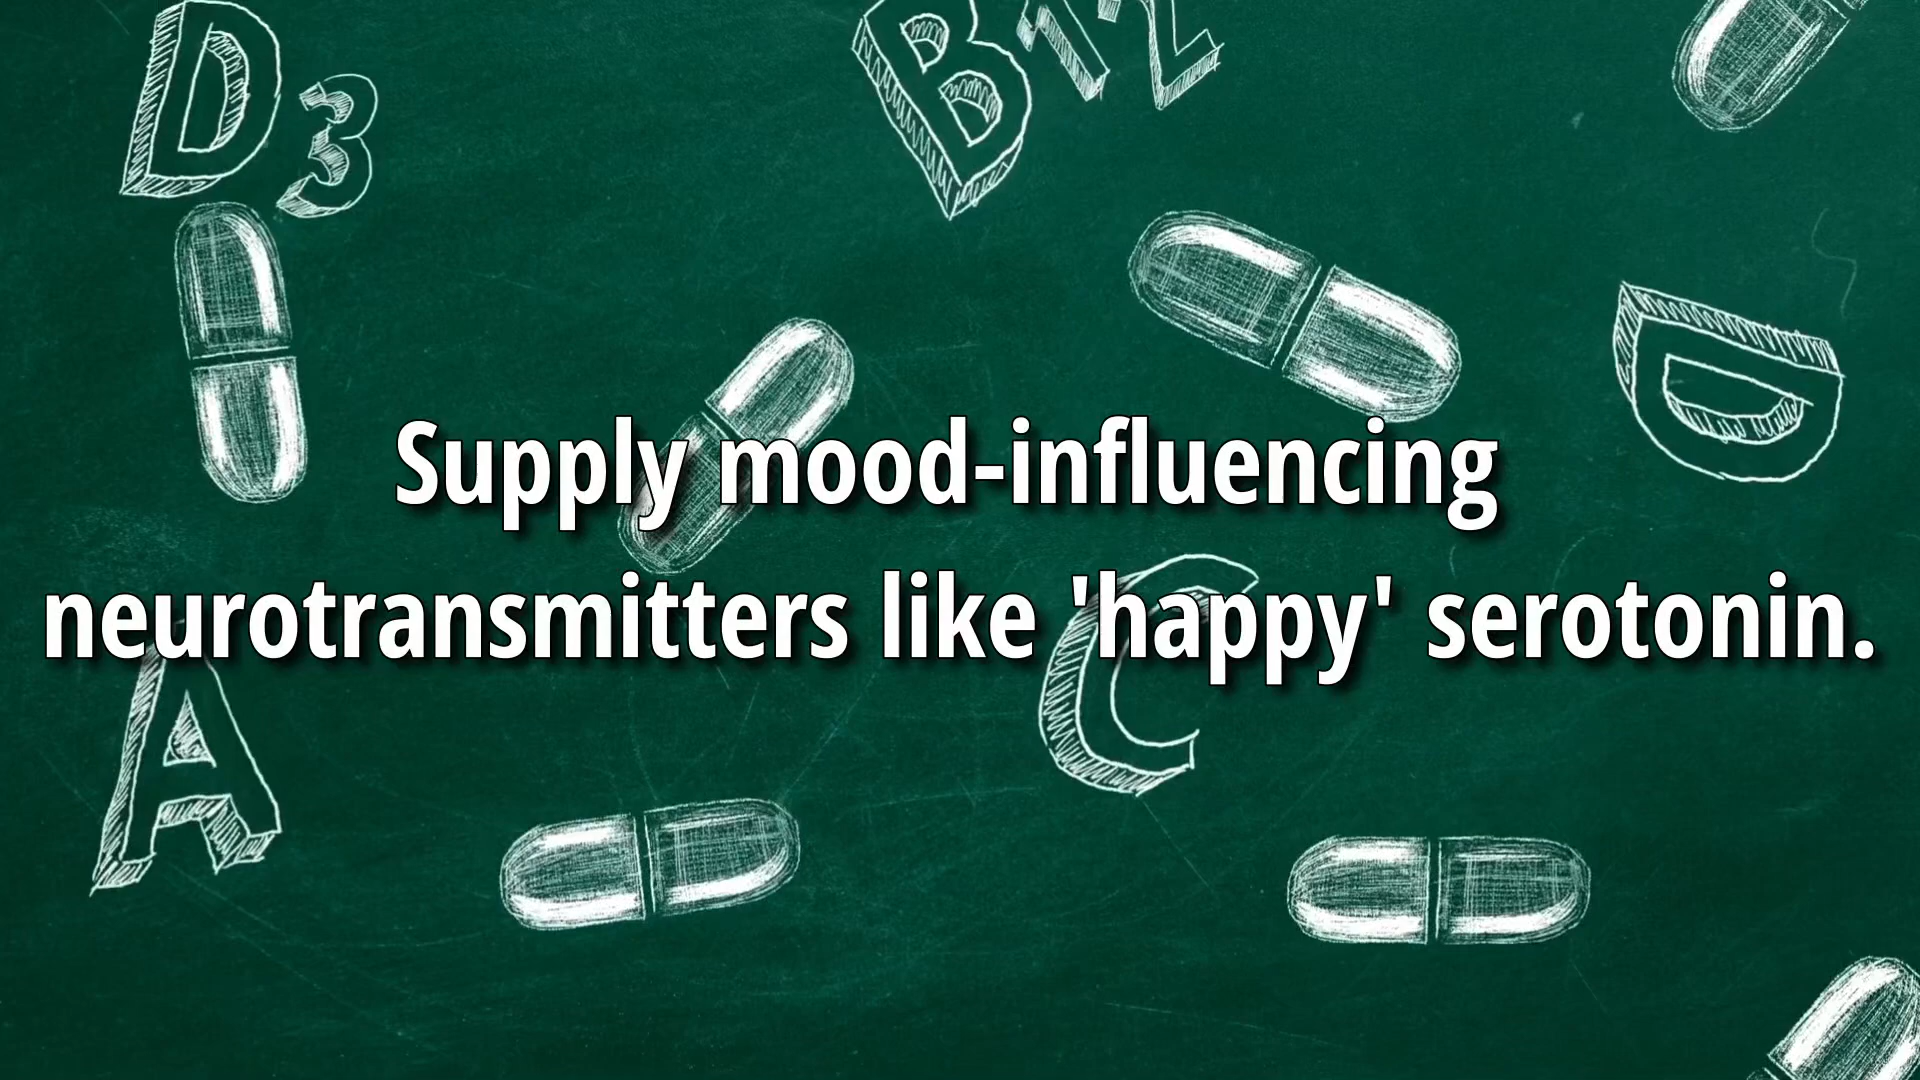 D3
B12
D
Supply mood-influencing
neurotransmitters like 'happy' serotonin.
C
A